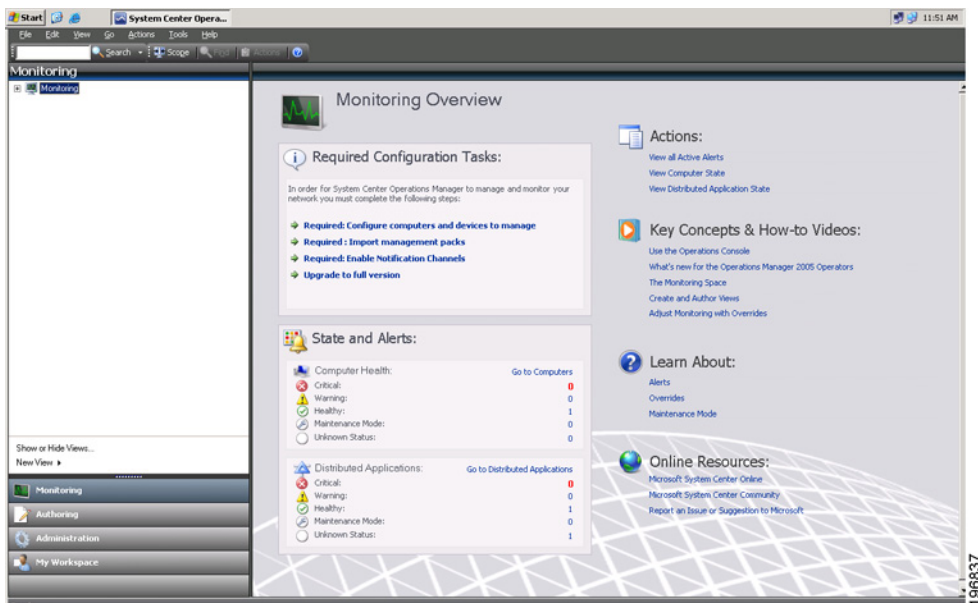 Start
System Center Opera...
11:51 AM
File Edit View Go Actions Tools Help
Search Scope Find Actions
Monitoring
Monitoring
Monitoring Overview
Required Configuration Tasks:
In order for System Center Operations Manager to manage and monitor your
network you must complete the following steps:
Required: Configure computers and devices to manage
Required : Import management packs
Required: Enable Notification Channels
Upgrade to full version
State and Alerts:
Computer Health: Go to Computers
Critical: 0
Warning: 0
Healthy: 1
Maintenance Mode: 0
Unknown Status: 0
Distributed Applications: Go to Distributed Applications
Critical: 0
Warning: 0
Healthy: 1
Maintenance Mode: 0
Unknown Status: 1
Actions:
View all Active Alerts
View Computer State
View Distributed Application State
Key Concepts & How-to Videos:
Use the Operations Console
What's new for the Operations Manager 2005 Operators
The Monitoring Space
Create and Author Views
Adjust Monitoring with Overrides
Learn About:
Alerts
Overrides
Maintenance Mode
Online Resources:
Microsoft System Center Online
Microsoft System Center Community
Report an Issue or Suggestion to Microsoft
Show or Hide Views...
New View
Monitoring
Authoring
Administration
My Workspace
196837